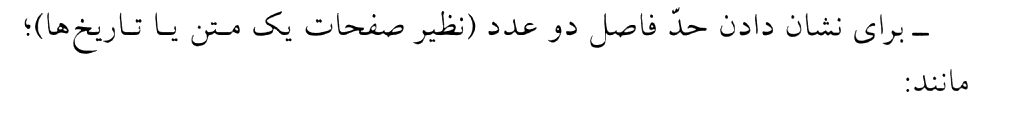 ـ برای نشان دادن حدّ فاصل دو عدد (نظیر صفحات یک متن یا تاریخ‌ها)؛
مانند: